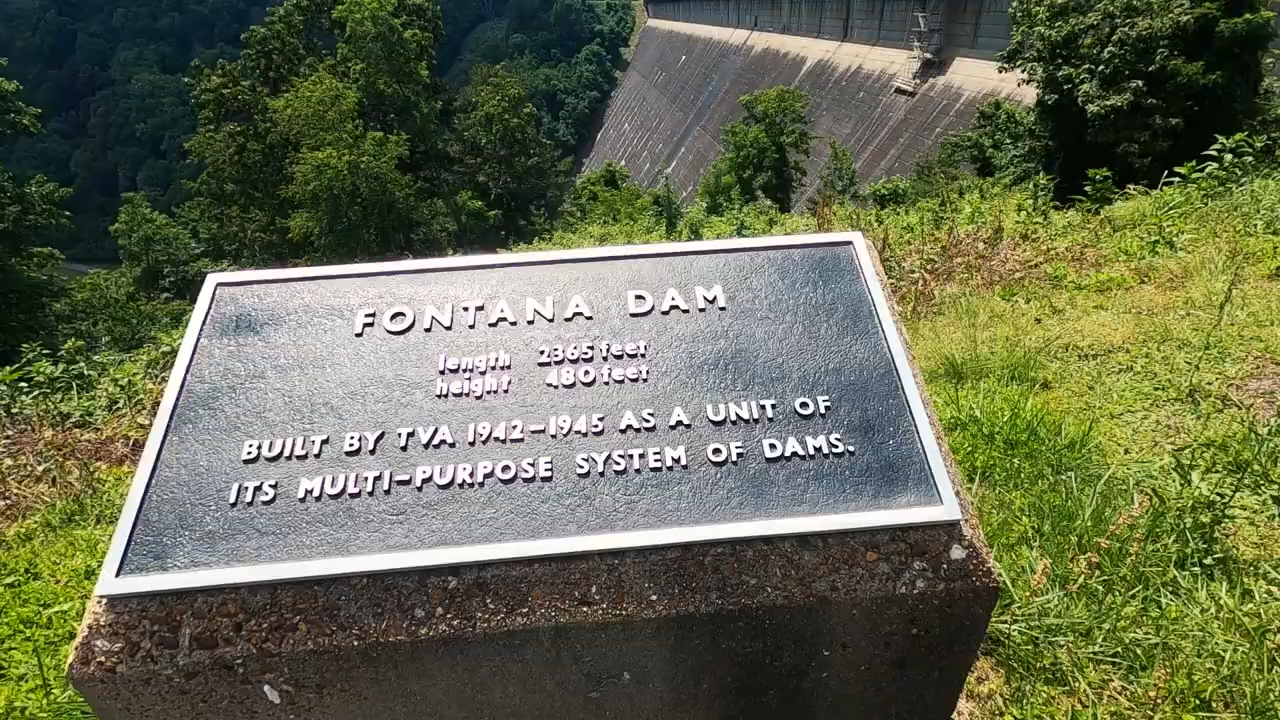 FONTANA DAM
length 2365 feet
height 480 feet
BUILT BY TVA 1942-1945 AS A UNIT OF
ITS MULTI-PURPOSE SYSTEM OF DAMS.